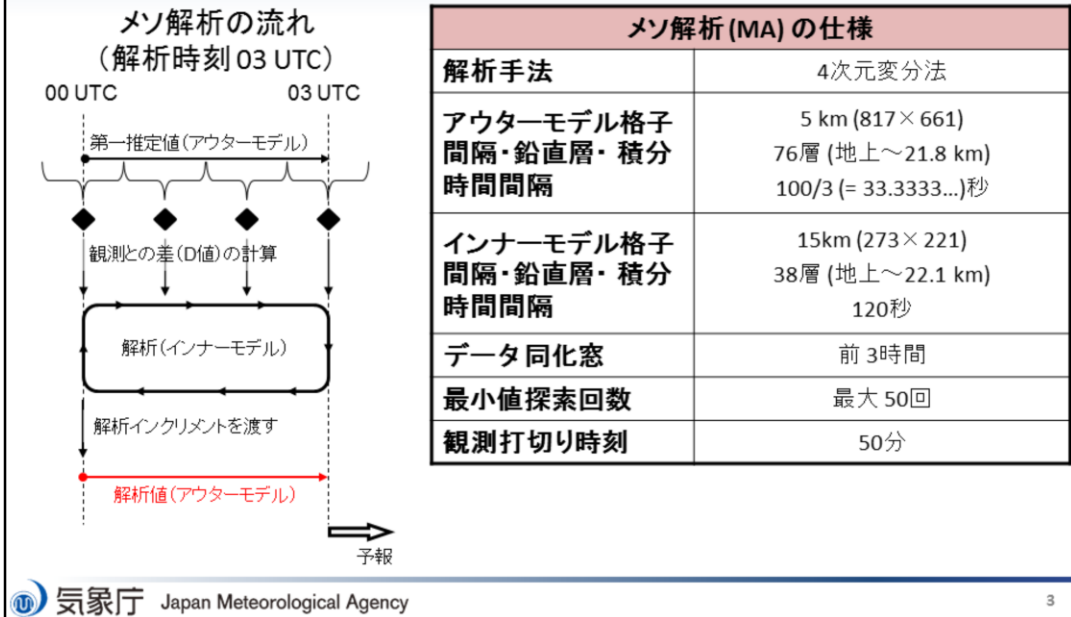 メソ解析の流れ
(解析時刻 03 UTC)
00 UTC
03 UTC
第一推定値(アウターモデル)
観測との差(D値)の計算
解析(インナーモデル)
解析インクリメントを渡す
解析値(アウターモデル)
予報
メソ解析(MA) の仕様
解析手法
4次元変分法
アウターモデル格子
間隔・鉛直層・ 積分
時間間隔
5 km (817×661)
76層 (地上～21.8 km)
100/3 (= 33.3333...)秒
インナーモデル格子
間隔・鉛直層・ 積分
時間間隔
15km (273×221)
38層 (地上～22.1 km)
120秒
データ同化窓
前 3時間
最小値探索回数
最大 50回
観測打切り時刻
50分
気象庁 Japan Meteorological Agency
3